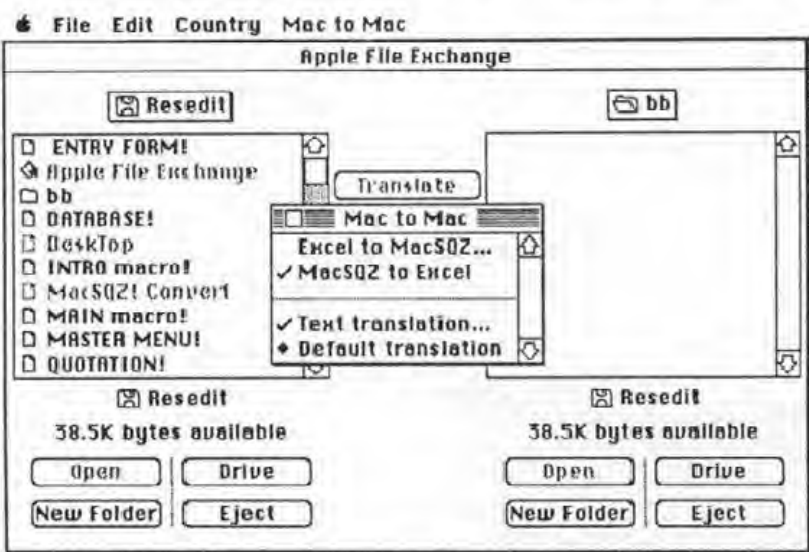 File Edit Country Mac to Mac
Apple File Exchange
Resedit
bb
ENTRY FORM!
Apple File Exchange
bb
DATABASE!
DeskTop
INTRO macro!
MacSQZ! Convert
MAIN macro!
MASTER MENU!
QUOTATION!
Translate
Mac to Mac
Excel to MacSQZ...
✓ MacSQZ to Excel
✓ Text translation...
◆ Default translation
Resedit
38.5K bytes available
Open Drive
New Folder Eject
Resedit
38.5K bytes available
Open Drive
New Folder Eject